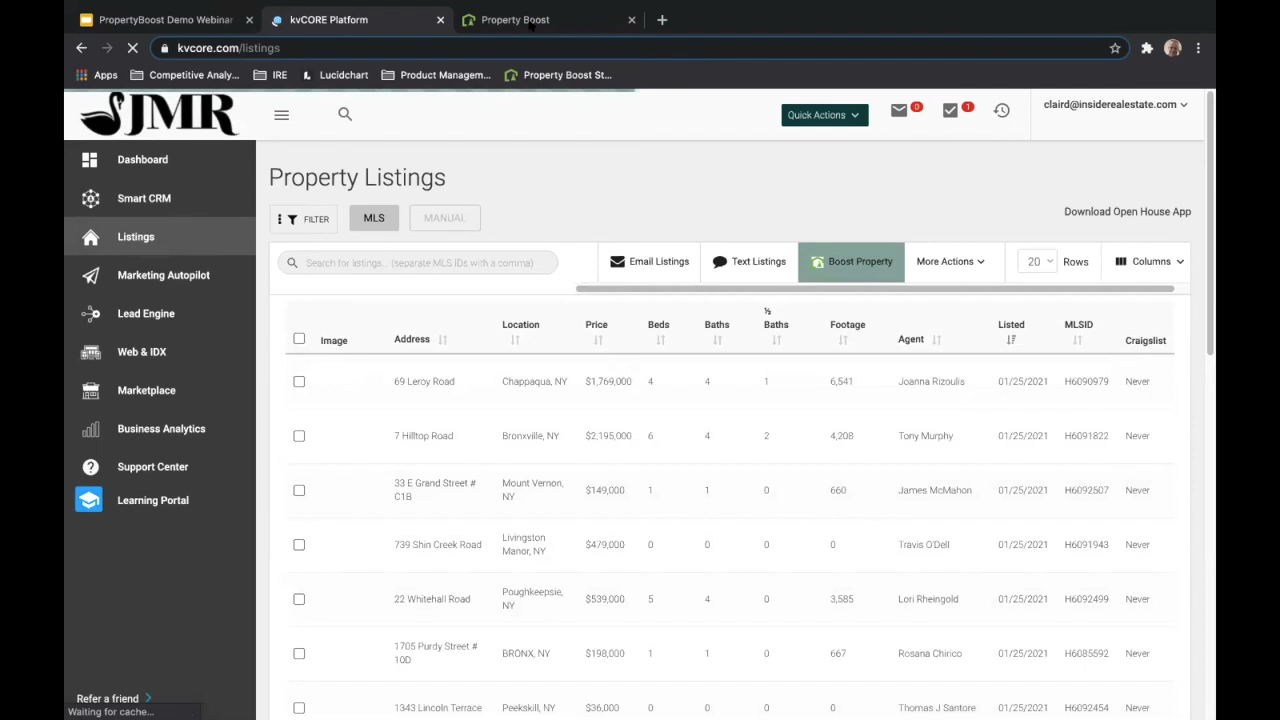 PropertyBoost Demo Webinar
kvCORE Platform
Property Boost
kvcore.com/listings
Apps
Competitive Analy...
IRE
Lucidchart
Product Managem...
Property Boost St...
JMR
Quick Actions
0
1
claird@insiderealestate.com
Dashboard
Smart CRM
Listings
Marketing Autopilot
Lead Engine
Web & IDX
Marketplace
Business Analytics
Support Center
Learning Portal
Refer a friend
Waiting for cache...
Property Listings
FILTER
MLS
MANUAL
Download Open House App
Search for listings... (separate MLS IDs with a comma)
Email Listings
Text Listings
Boost Property
More Actions
20
Rows
Columns
Image Address Location Price Beds Baths ½ Baths Footage Agent Listed MLSID Craigslist
69 Leroy Road Chappaqua, NY $1,769,000 4 4 1 6,541 Joanna Rizoulis 01/25/2021 H6090979 Never
7 Hilltop Road Bronxville, NY $2,195,000 6 4 2 4,208 Tony Murphy 01/25/2021 H6091822 Never
33 E Grand Street # C1B Mount Vernon, NY $149,000 1 1 0 660 James McMahon 01/25/2021 H6092507 Never
739 Shin Creek Road Livingston Manor, NY $479,000 0 0 0 0 Travis O'Dell 01/25/2021 H6091943 Never
22 Whitehall Road Poughkeepsie, NY $539,000 5 4 0 3,585 Lori Rheingold 01/25/2021 H6092499 Never
1705 Purdy Street # 10D BRONX, NY $198,000 1 1 0 667 Rosana Chirico 01/25/2021 H6085592 Never
1343 Lincoln Terrace Peekskill, NY $36,000 0 0 0 0 Thomas J Santore 01/25/2021 H6092454 Never